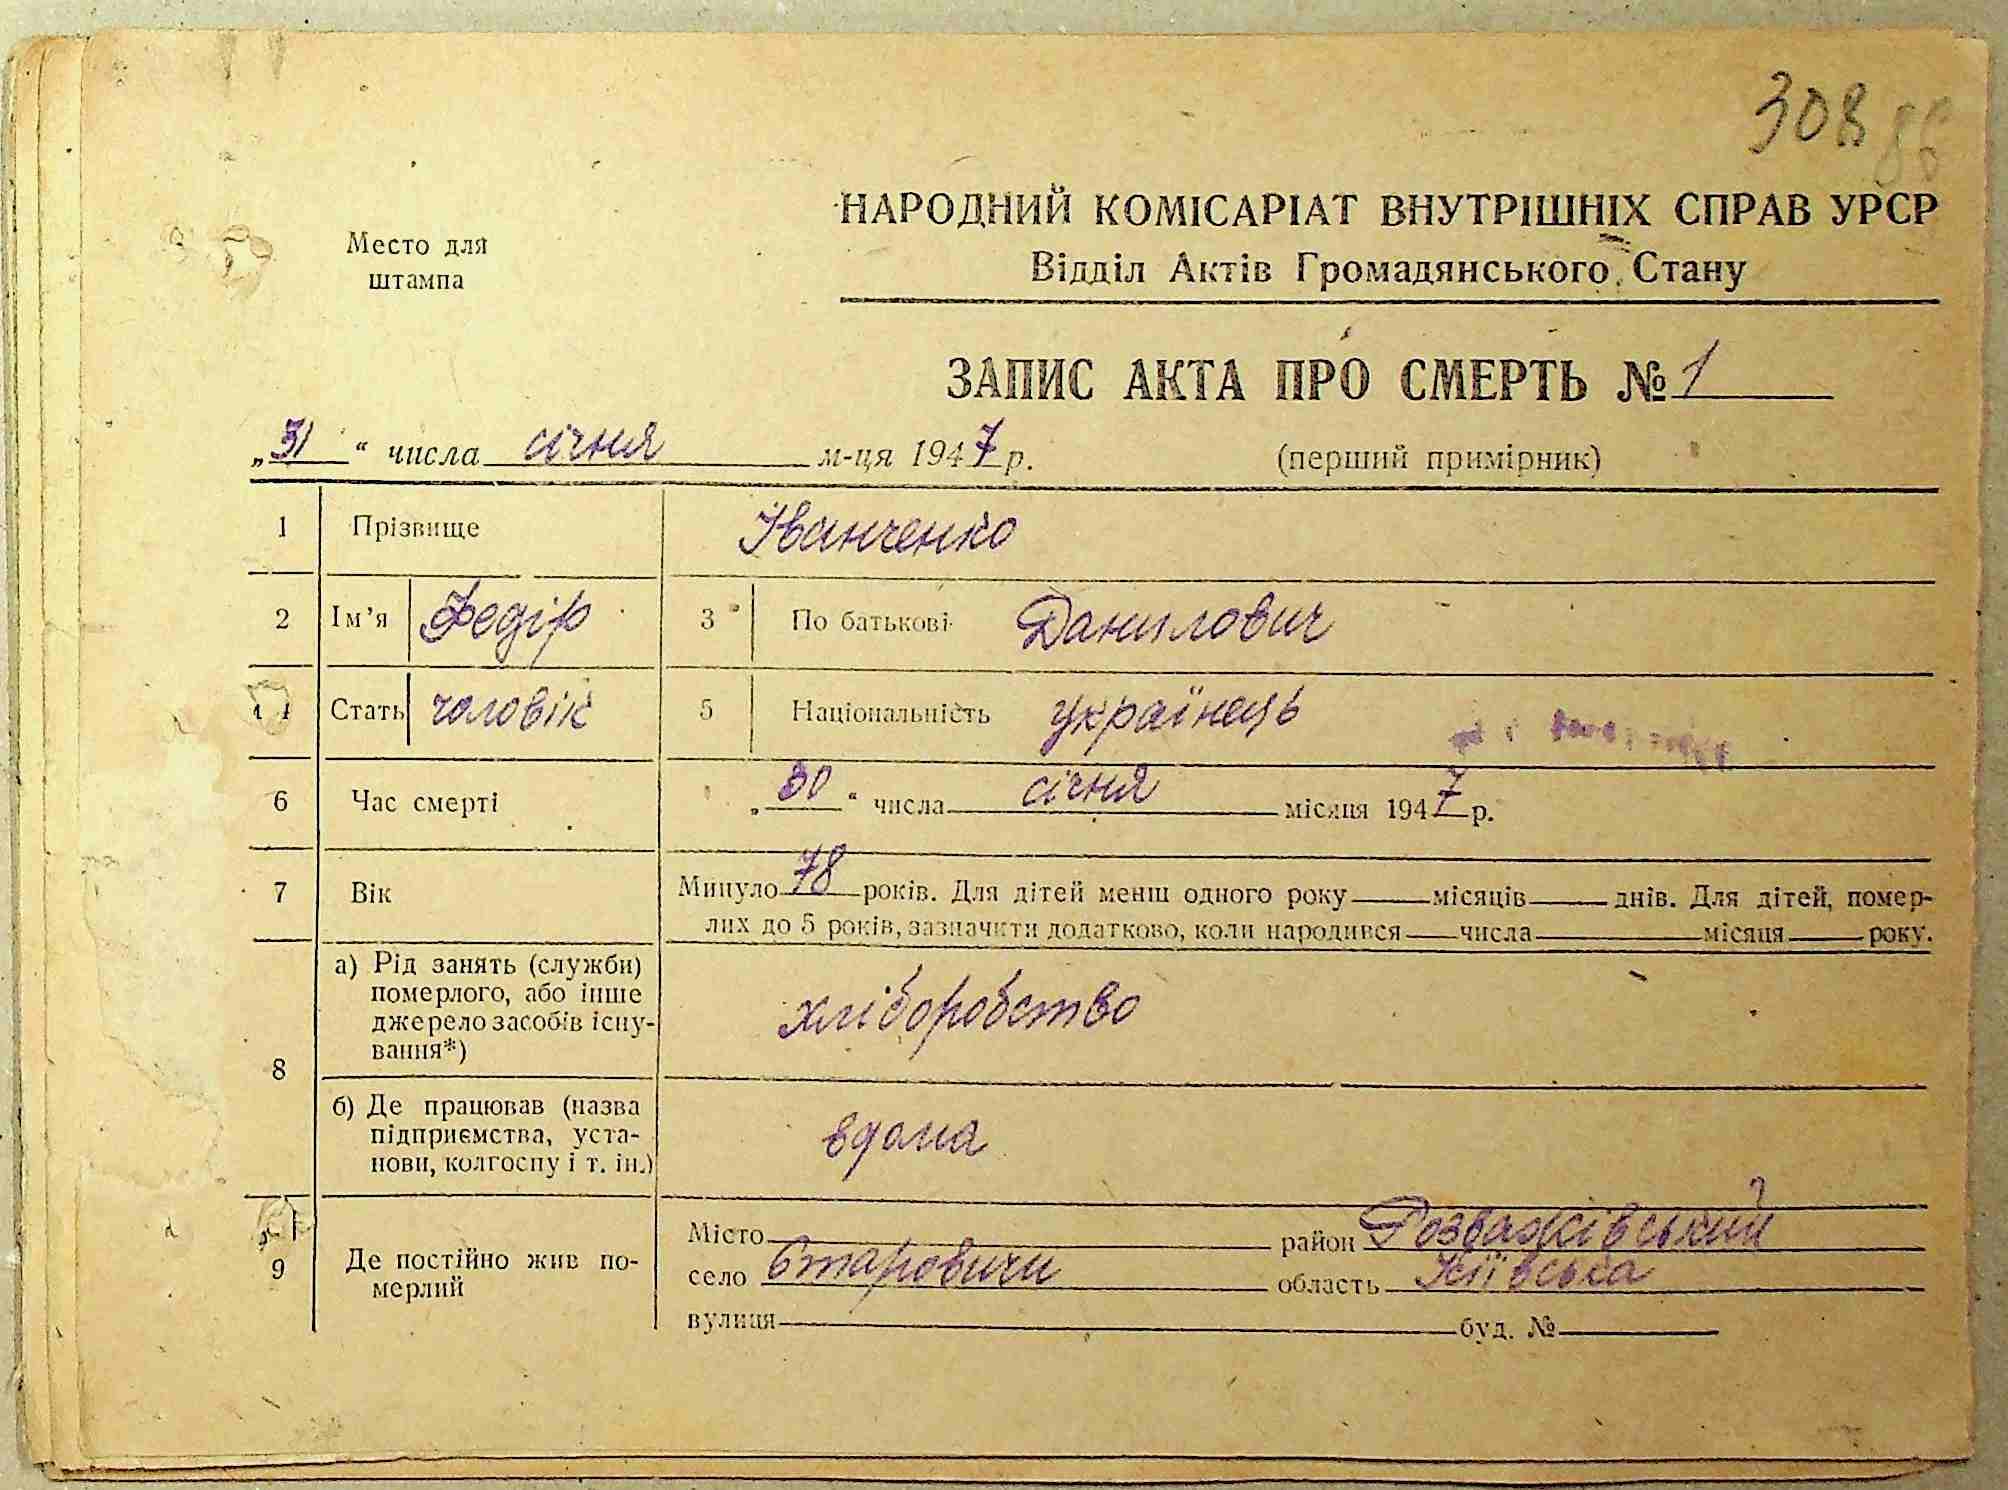 308 86
Место для
штампа
НАРОДНИЙ КОМІСАРІАТ ВНУТРІШНІХ СПРАВ УРСР
Відділ Актів Громадянського Стану
ЗАПИС АКТА ПРО СМЕРТЬ № 1
„31“ числа січня м-ця 1947 р. (перший примірник)
1 Прізвище Іванченко
2 Ім’я Федір 3 По батькові Данилович
4 Стать чоловік 5 Національність українець
6 Час смерті „30“ числа січня місяця 1947 р.
7 Вік Минуло 78 років. Для дітей менш одного року місяців днів. Для дітей, помер-
лих до 5 років, зазначити додатково, коли народився числа місяця року.
8 а) Рід занять (служби)
померлого, або інше
джерело засобів існу-
вання*)
хліборобство
б) Де працював (назва
підприємства, уста-
нови, колгоспу і т. ін.)
вдома
9 Де постійно жив по-
мерлий
Місто район Розважівський
село Старовичи область Київська
вулиця буд. №